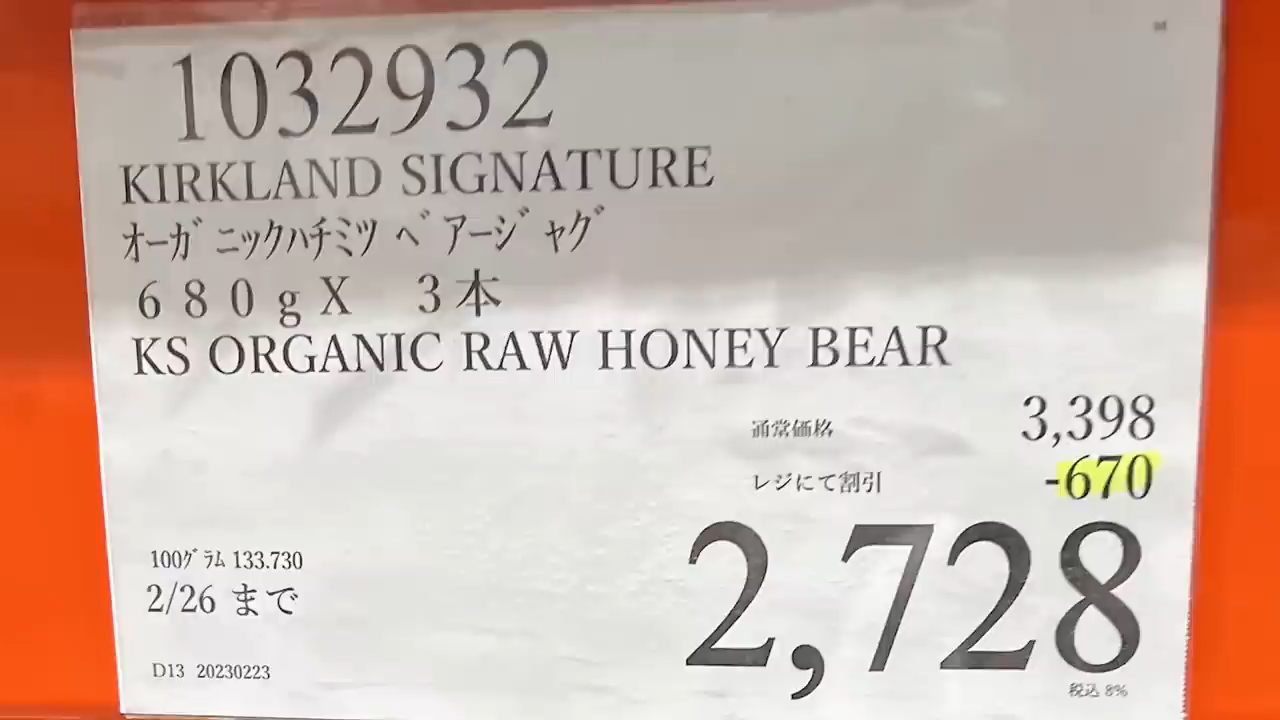 1032932
KIRKLAND SIGNATURE
オーガニックハチミツ ベアージャグ
680gX 3本
KS ORGANIC RAW HONEY BEAR
通常価格 3,398
レジにて割引 -670
2,728
100グラム 133.730
2/26 まで
D13 20230223
税込 8%